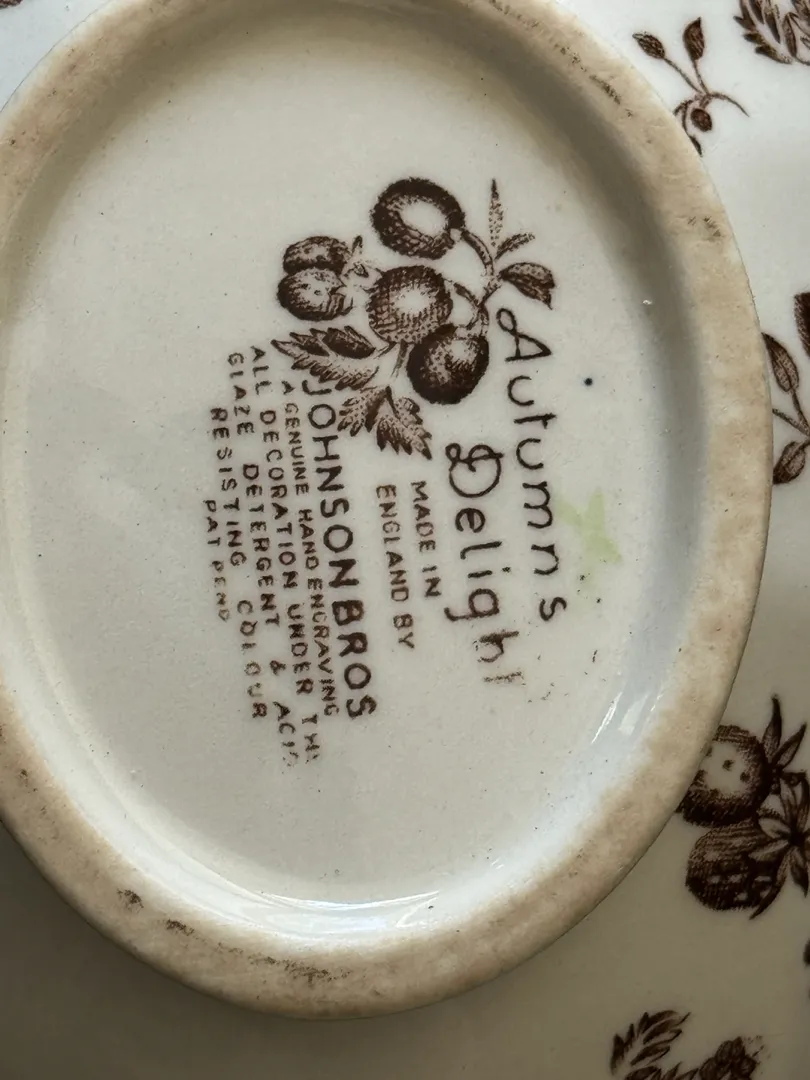 Autumns
Delight
MADE IN
ENGLAND BY
JOHNSON BROS
A GENUINE HAND ENGRAVING
ALL DECORATION UNDER THE
GLAZE DETERGENT & ACID
RESISTING COLOUR
PAT PEND